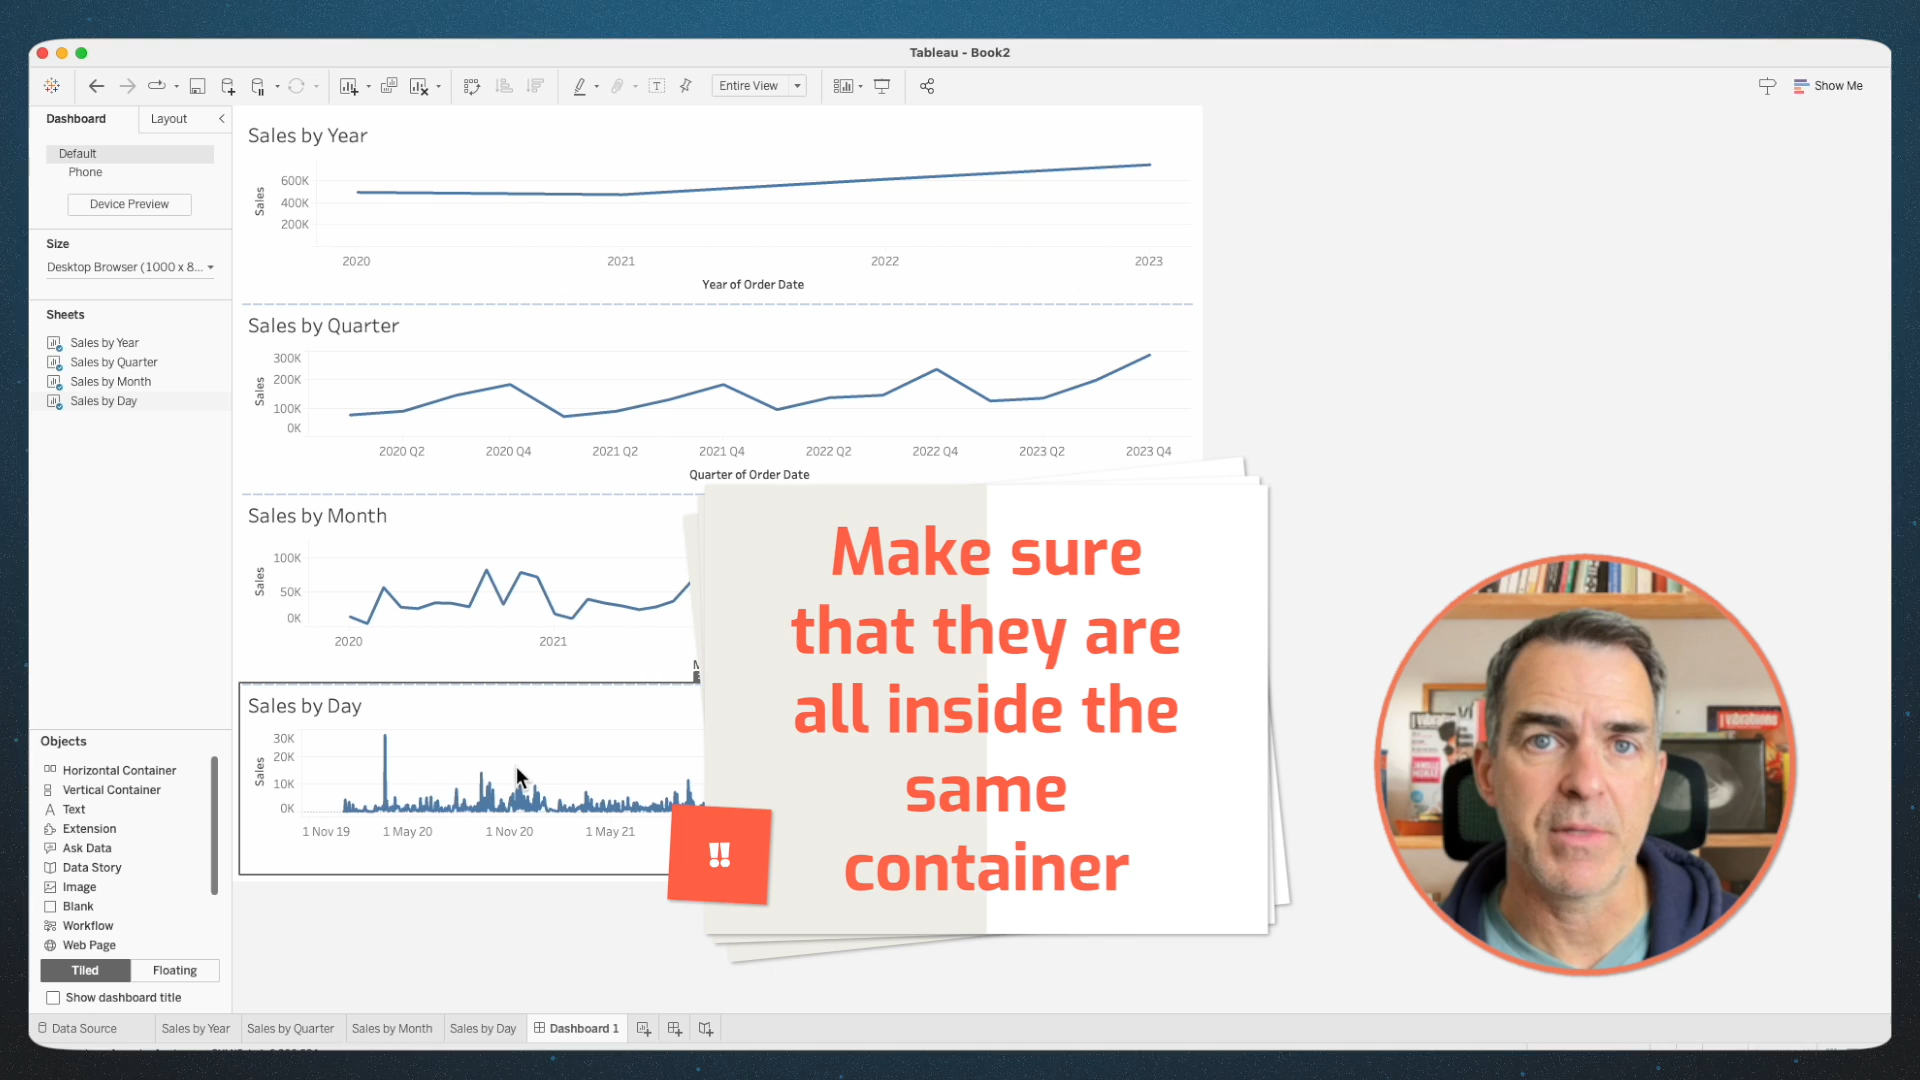 Tableau - Book2
Entire View
Show Me
Dashboard
Layout
Default
Phone
Device Preview
Size
Desktop Browser (1000 x 8...
Sheets
Sales by Year
Sales by Quarter
Sales by Month
Sales by Day
Objects
Horizontal Container
Vertical Container
Text
Extension
Ask Data
Data Story
Image
Blank
Workflow
Web Page
Tiled
Floating
Show dashboard title
Sales by Year
Sales
600K
400K
200K
2020
2021
2022
2023
Year of Order Date
Sales by Quarter
Sales
300K
200K
100K
0K
2020 Q2
2020 Q4
2021 Q2
2021 Q4
2022 Q2
2022 Q4
2023 Q2
2023 Q4
Quarter of Order Date
Sales by Month
Sales
100K
50K
0K
2020
2021
Sales by Day
Sales
30K
20K
10K
0K
1 Nov 19
1 May 20
1 Nov 20
1 May 21
Make sure
that they are
all inside the
same
container
!!
Data Source
Sales by Year
Sales by Quarter
Sales by Month
Sales by Day
Dashboard 1